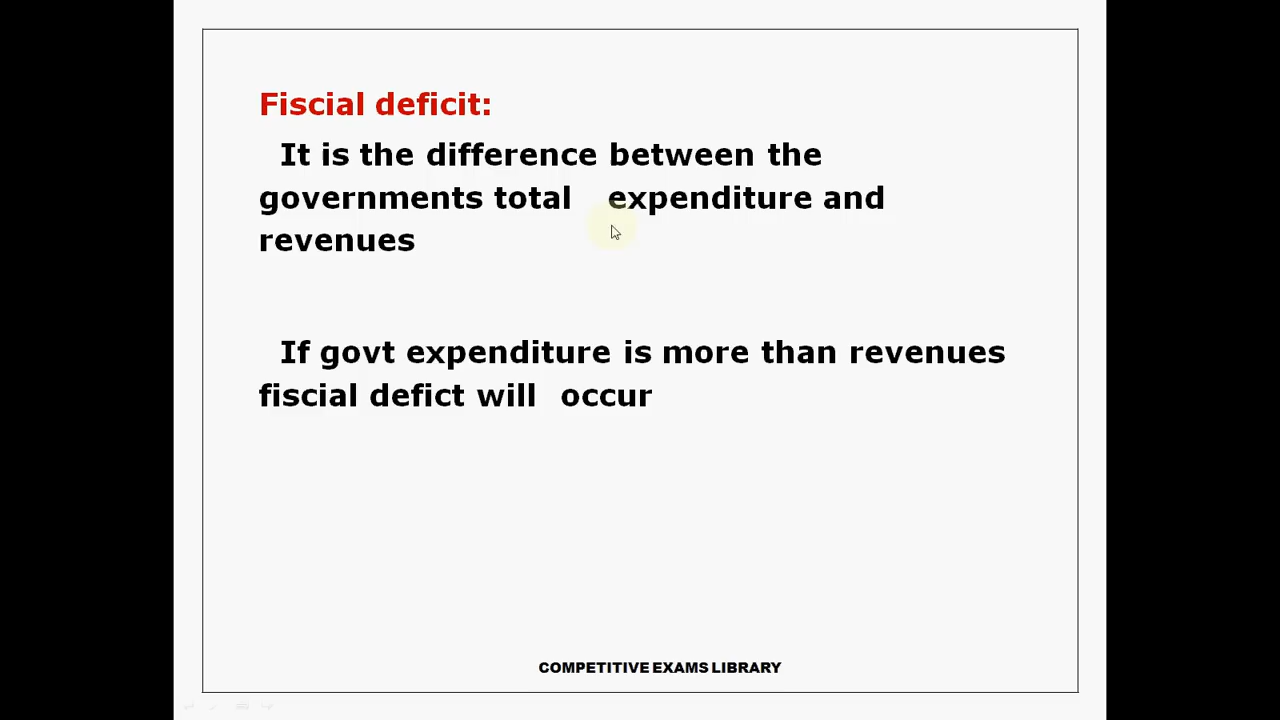 Fiscial deficit:
It is the difference between the
governments total expenditure and
revenues
If govt expenditure is more than revenues
fiscial defict will occur
COMPETITIVE EXAMS LIBRARY